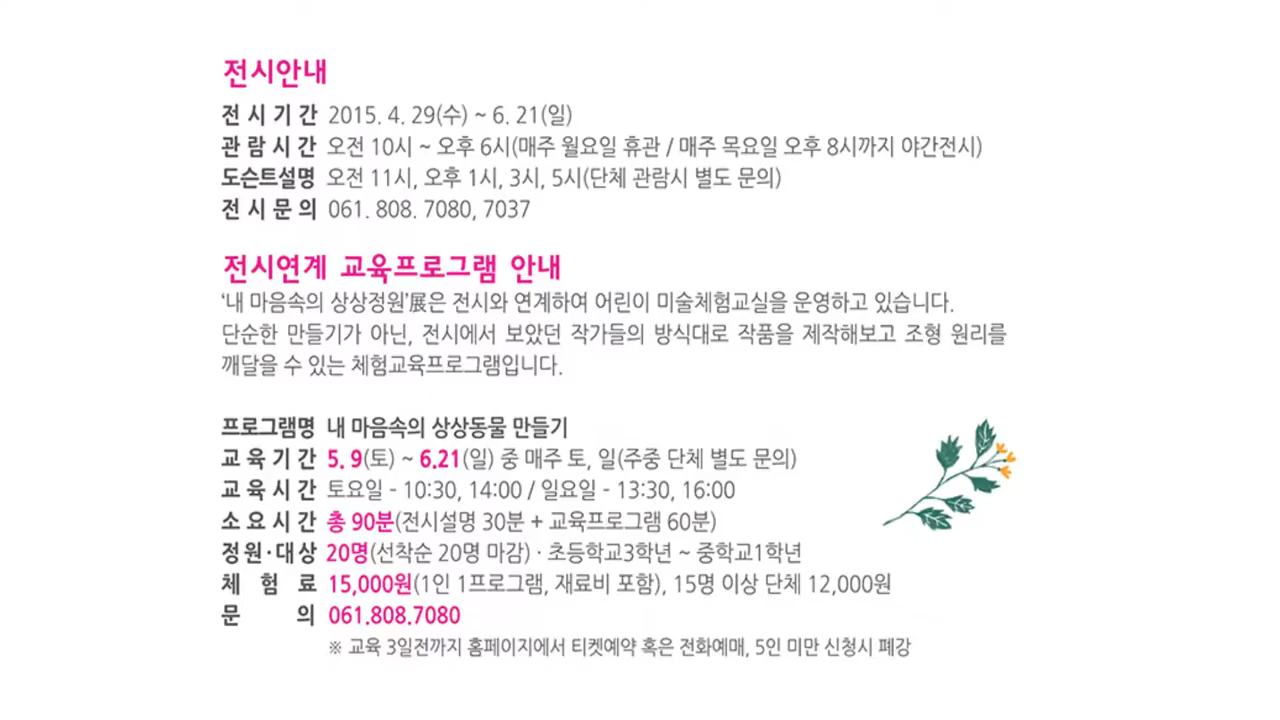 전시안내
전시기간 2015. 4. 29(수) ~ 6. 21(일)
관람시간 오전 10시 ~ 오후 6시(매주 월요일 휴관 / 매주 목요일 오후 8시까지 야간전시)
도슨트설명 오전 11시, 오후 1시, 3시, 5시(단체 관람시 별도 문의)
전시문의 061. 808. 7080, 7037
전시연계 교육프로그램 안내
‘내 마음속의 상상정원’展은 전시와 연계하여 어린이 미술체험교실을 운영하고 있습니다.
단순한 만들기가 아닌, 전시에서 보았던 작가들의 방식대로 작품을 제작해보고 조형 원리를
깨달을 수 있는 체험교육프로그램입니다.
프로그램명 내 마음속의 상상동물 만들기
교육기간 5. 9(토) ~ 6.21(일) 중 매주 토, 일(주중 단체 별도 문의)
교육시간 토요일 - 10:30, 14:00 / 일요일 - 13:30, 16:00
소요시간 총 90분(전시설명 30분 + 교육프로그램 60분)
정원·대상 20명(선착순 20명 마감) · 초등학교3학년 ~ 중학교1학년
체험료 15,000원(1인 1프로그램, 재료비 포함), 15명 이상 단체 12,000원
문의 061.808.7080
※ 교육 3일전까지 홈페이지에서 티켓예약 혹은 전화예매, 5인 미만 신청시 폐강